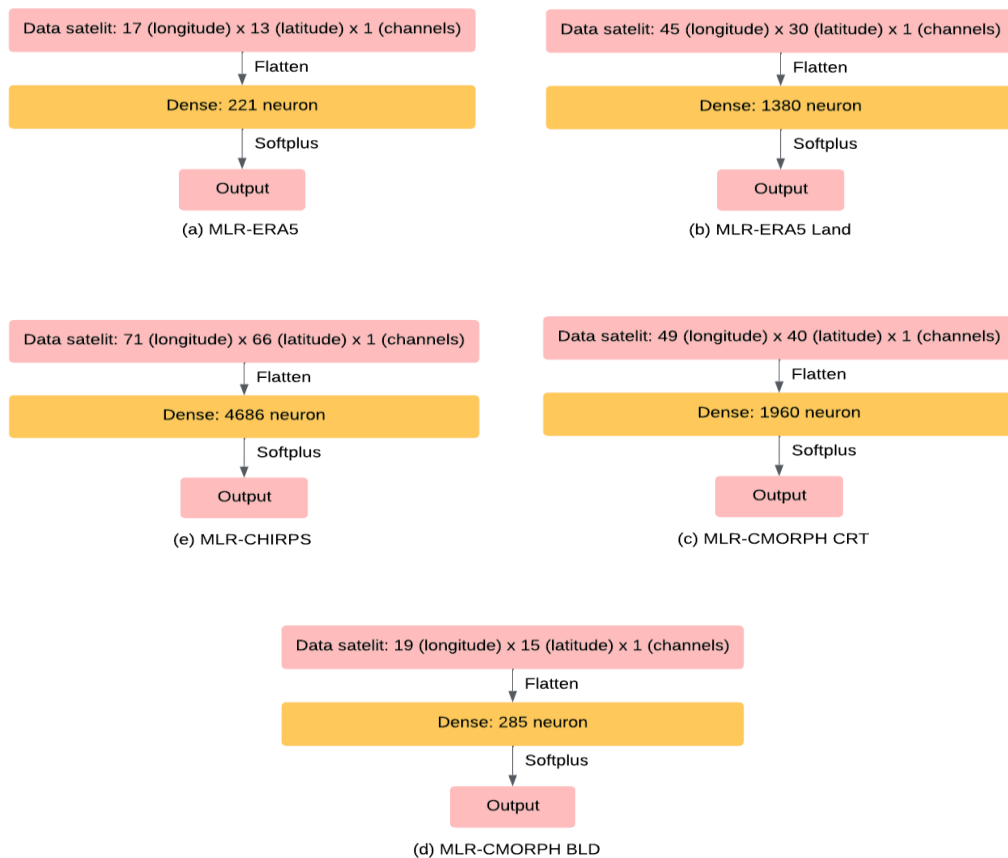 Data satelit: 17 (longitude) x 13 (latitude) x 1 (channels)
Flatten
Dense: 221 neuron
Softplus
Output
(a) MLR-ERA5
Data satelit: 45 (longitude) x 30 (latitude) x 1 (channels)
Flatten
Dense: 1380 neuron
Softplus
Output
(b) MLR-ERA5 Land
Data satelit: 71 (longitude) x 66 (latitude) x 1 (channels)
Flatten
Dense: 4686 neuron
Softplus
Output
(e) MLR-CHIRPS
Data satelit: 49 (longitude) x 40 (latitude) x 1 (channels)
Flatten
Dense: 1960 neuron
Softplus
Output
(c) MLR-CMORPH CRT
Data satelit: 19 (longitude) x 15 (latitude) x 1 (channels)
Flatten
Dense: 285 neuron
Softplus
Output
(d) MLR-CMORPH BLD